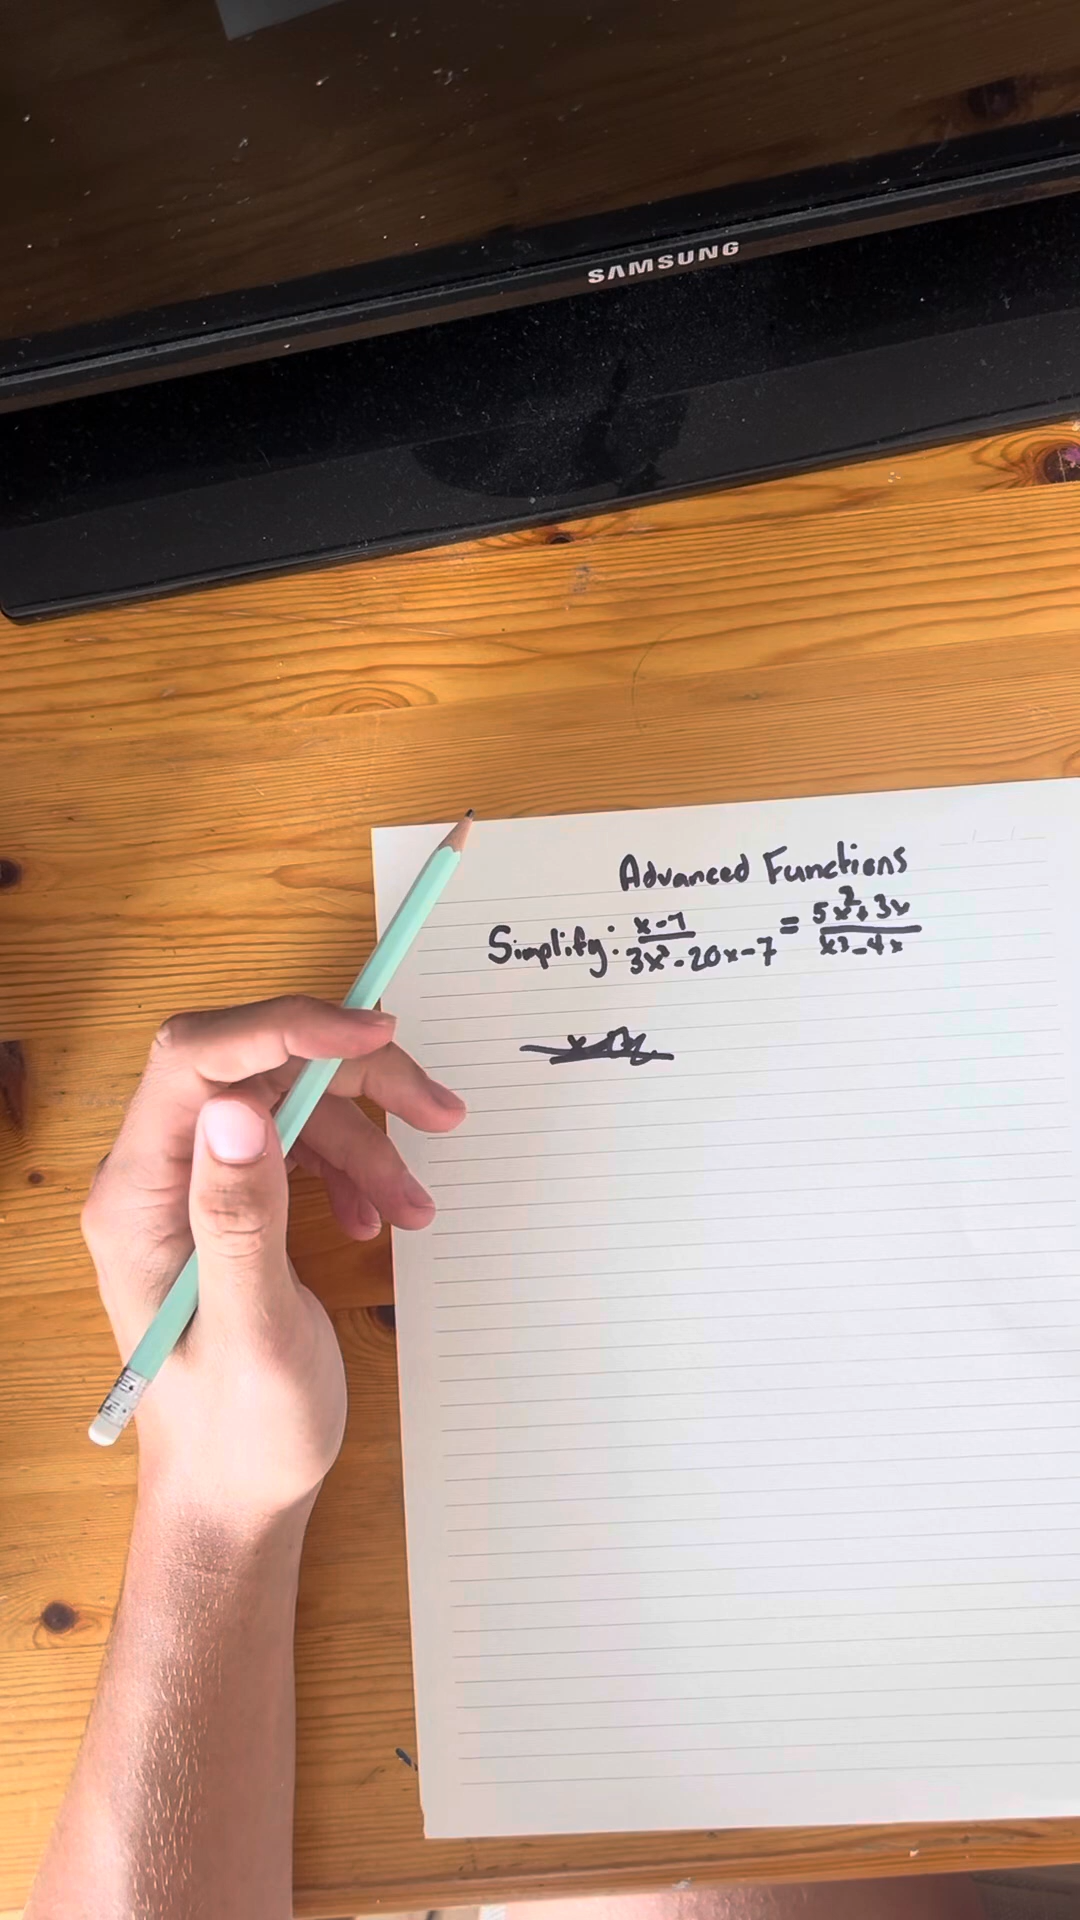 SAMSUNG
Advanced Functions
Simplify: x-7/3x²-20x-7 = 5x²+3x/x³-4x